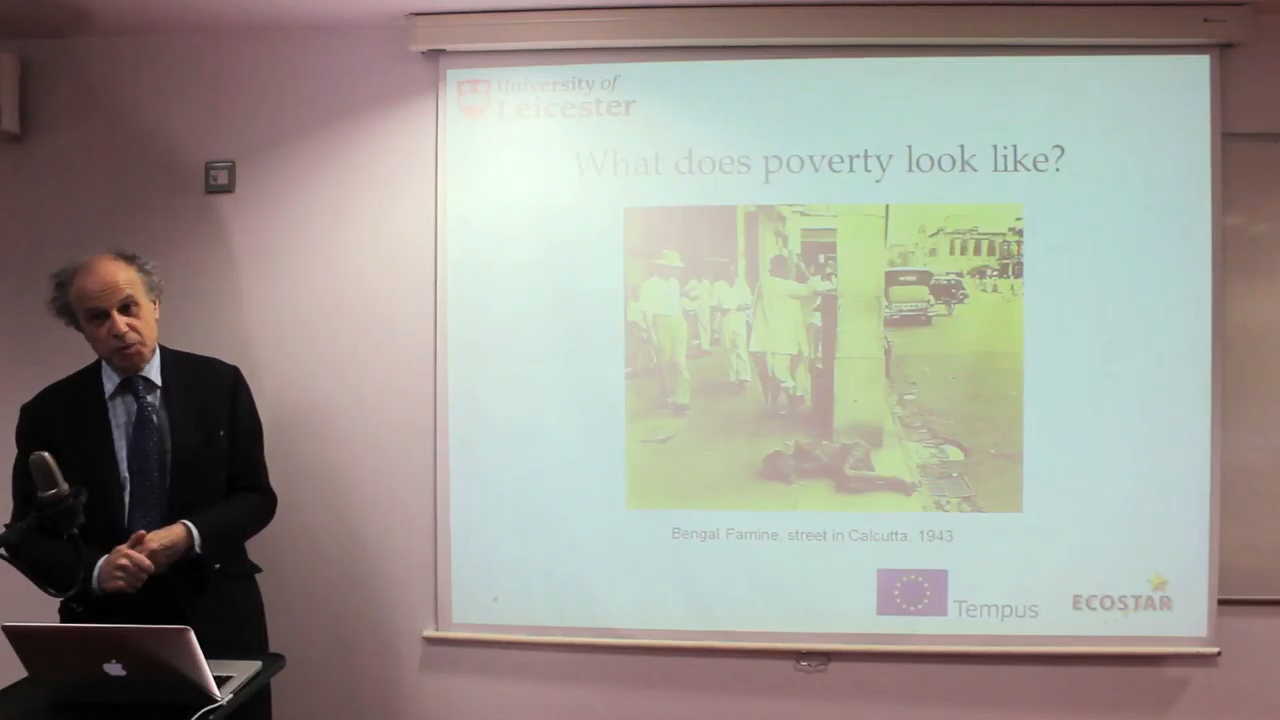 University of
Leicester
What does poverty look like?
Bengal Famine, street in Calcutta, 1943
Tempus
ECOSTAR